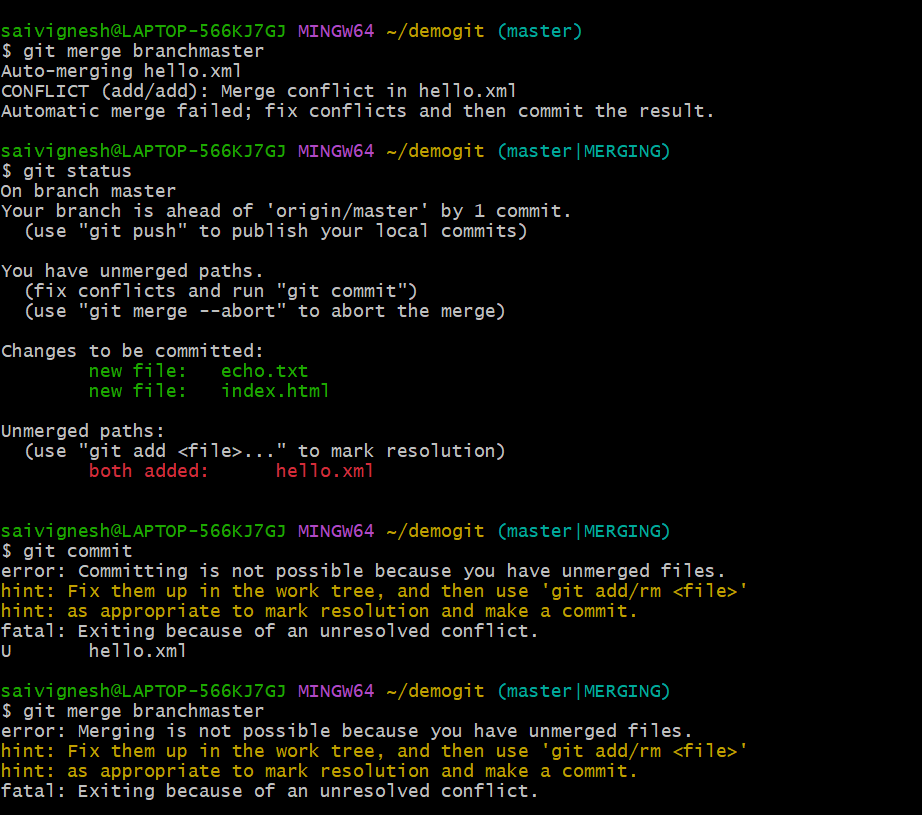 saivignesh@LAPTOP-566KJ7GJ MINGW64 ~/demogit (master)
$ git merge branchmaster
Auto-merging hello.xml
CONFLICT (add/add): Merge conflict in hello.xml
Automatic merge failed; fix conflicts and then commit the result.
saivignesh@LAPTOP-566KJ7GJ MINGW64 ~/demogit (master|MERGING)
$ git status
On branch master
Your branch is ahead of 'origin/master' by 1 commit.
  (use "git push" to publish your local commits)
You have unmerged paths.
  (fix conflicts and run "git commit")
  (use "git merge --abort" to abort the merge)
Changes to be committed:
        new file:   echo.txt
        new file:   index.html
Unmerged paths:
  (use "git add <file>..." to mark resolution)
        both added:      hello.xml
saivignesh@LAPTOP-566KJ7GJ MINGW64 ~/demogit (master|MERGING)
$ git commit
error: Committing is not possible because you have unmerged files.
hint: Fix them up in the work tree, and then use 'git add/rm <file>'
hint: as appropriate to mark resolution and make a commit.
fatal: Exiting because of an unresolved conflict.
U       hello.xml
saivignesh@LAPTOP-566KJ7GJ MINGW64 ~/demogit (master|MERGING)
$ git merge branchmaster
error: Merging is not possible because you have unmerged files.
hint: Fix them up in the work tree, and then use 'git add/rm <file>'
hint: as appropriate to mark resolution and make a commit.
fatal: Exiting because of an unresolved conflict.